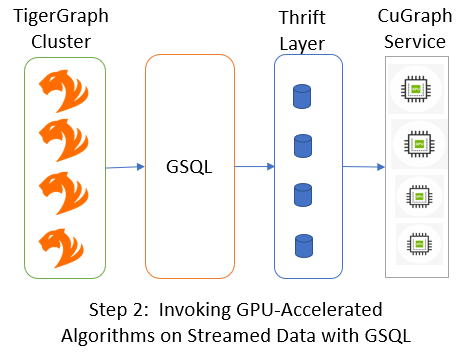 TigerGraph
Cluster
Thrift
Layer
CuGraph
Service
GSQL
Step 2:  Invoking GPU-Accelerated
Algorithms on Streamed Data with GSQL